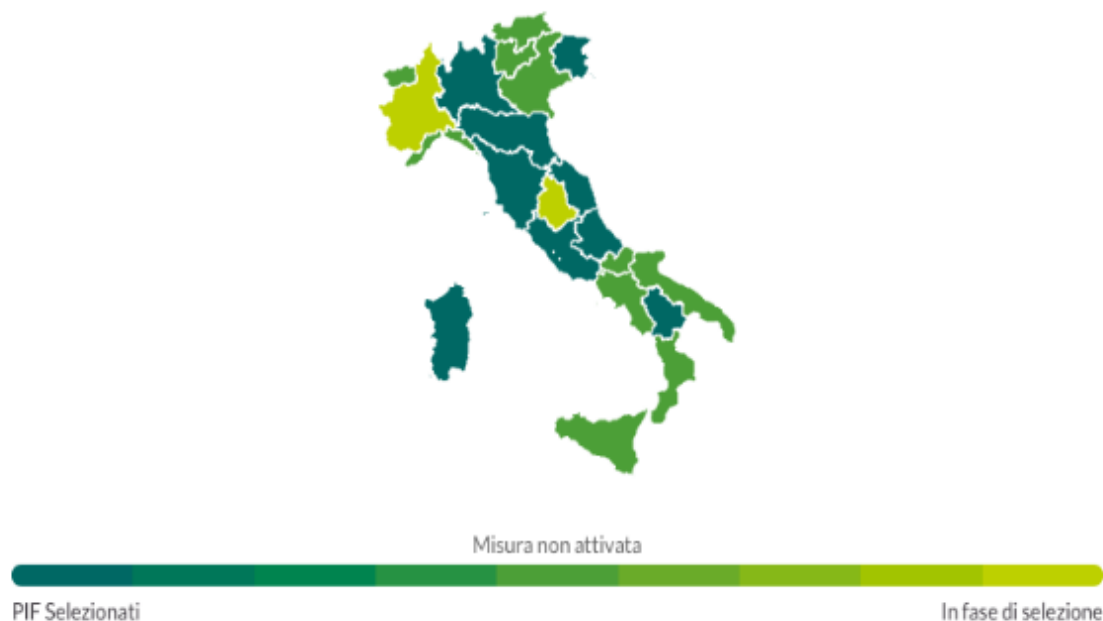 Misura non attivata
PIF Selezionati
In fase di selezione